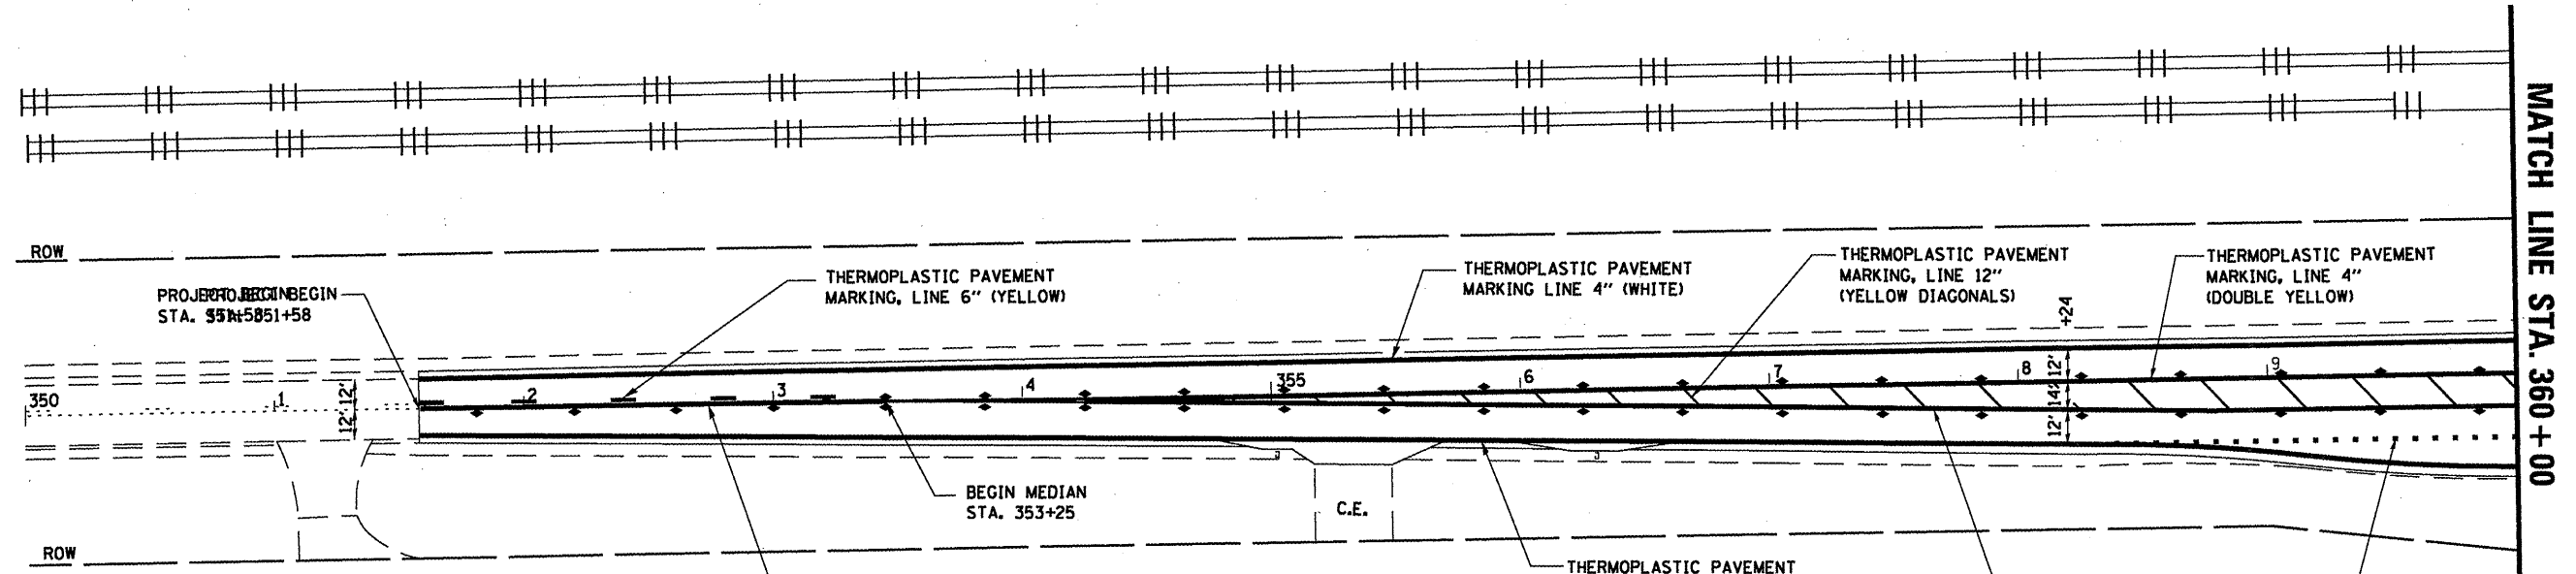 ROW
PROJECT BEGIN
STA. 351+58
THERMOPLASTIC PAVEMENT
MARKING, LINE 6" (YELLOW)
THERMOPLASTIC PAVEMENT
MARKING LINE 4" (WHITE)
THERMOPLASTIC PAVEMENT
MARKING, LINE 12"
(YELLOW DIAGONALS)
THERMOPLASTIC PAVEMENT
MARKING, LINE 4"
(DOUBLE YELLOW)
+24
350
1
2
3
4
355
6
7
8
9
12'
12'
12'
14'
12'
BEGIN MEDIAN
STA. 353+25
C.E.
ROW
THERMOPLASTIC PAVEMENT
MATCH LINE STA. 360+00